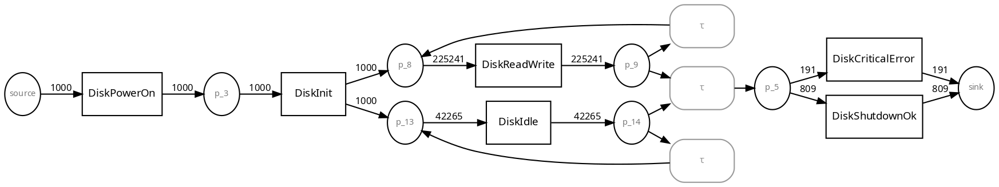 source
1000
DiskPowerOn
1000
p_3
1000
DiskInit
1000
1000
p_8
225241
DiskReadWrite
225241
p_9
τ
p_13
42265
DiskIdle
42265
p_14
τ
τ
p_5
191
DiskCriticalError
191
809
DiskShutdownOk
809
sink